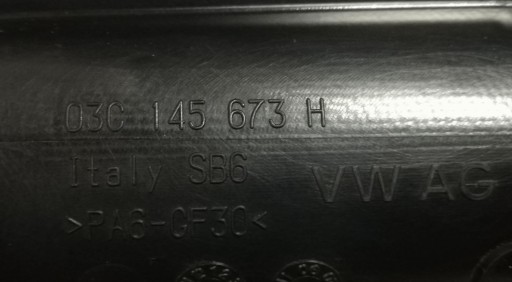 03C 145 673 H
Italy SB6
VW AG
>PA6-GF30<